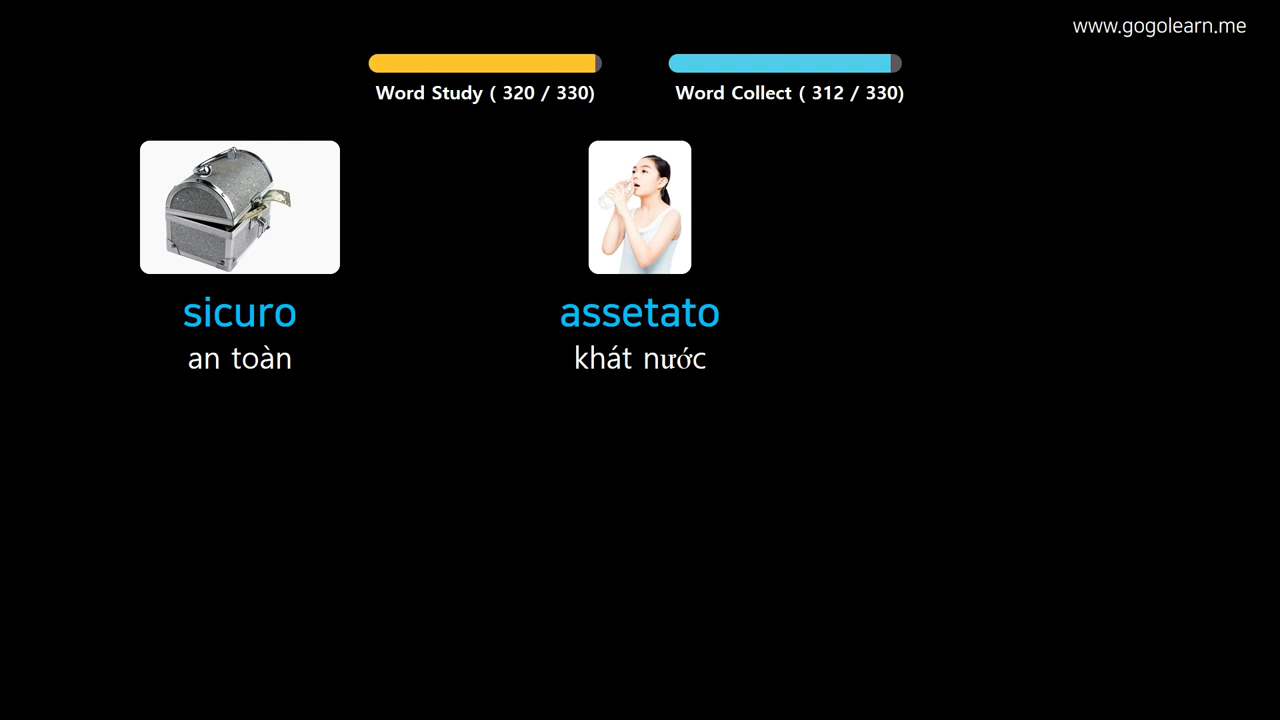 www.gogolearn.me
Word Study ( 320 / 330)
Word Collect ( 312 / 330)
sicuro
an toàn
assetato
khát nước